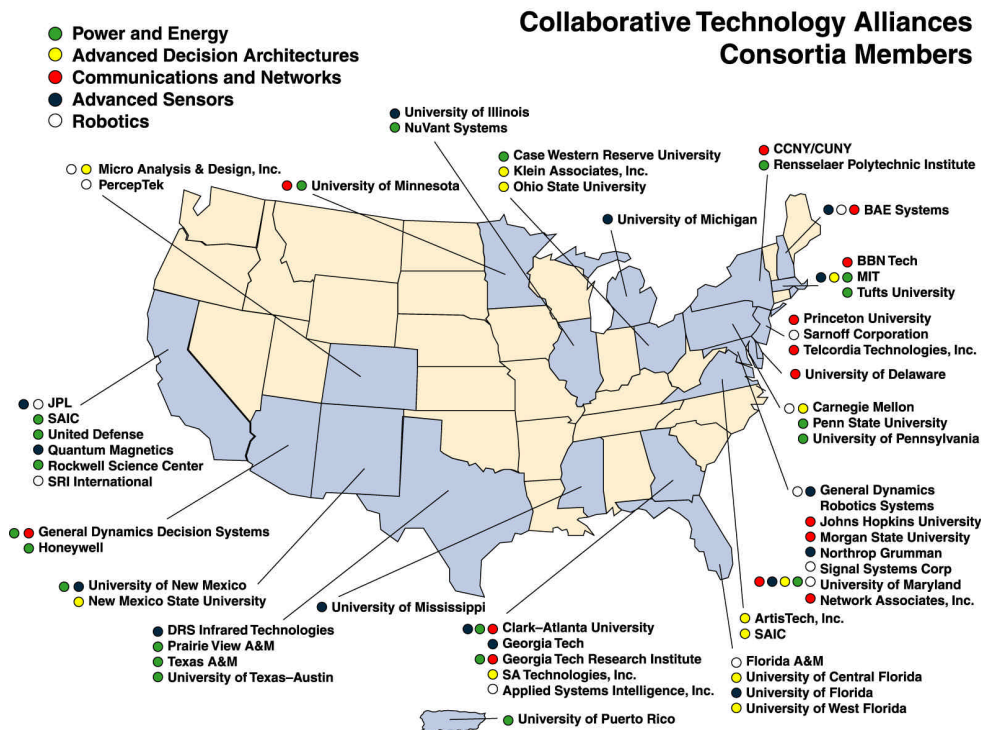 Collaborative Technology Alliances
Consortia Members
Power and Energy
Advanced Decision Architectures
Communications and Networks
Advanced Sensors
Robotics
University of Illinois
NuVant Systems
Micro Analysis & Design, Inc.
PercepTek
University of Minnesota
Case Western Reserve University
Klein Associates, Inc.
Ohio State University
University of Michigan
CCNY/CUNY
Rensselaer Polytechnic Institute
BAE Systems
BBN Tech
MIT
Tufts University
Princeton University
Sarnoff Corporation
Telcordia Technologies, Inc.
University of Delaware
Carnegie Mellon
Penn State University
University of Pennsylvania
JPL
SAIC
United Defense
Quantum Magnetics
Rockwell Science Center
SRI International
General Dynamics
Robotics Systems
Johns Hopkins University
Morgan State University
Northrop Grumman
Signal Systems Corp
University of Maryland
Network Associates, Inc.
General Dynamics Decision Systems
Honeywell
University of New Mexico
New Mexico State University
University of Mississippi
DRS Infrared Technologies
Prairie View A&M
Texas A&M
University of Texas–Austin
Clark–Atlanta University
Georgia Tech
Georgia Tech Research Institute
SA Technologies, Inc.
Applied Systems Intelligence, Inc.
ArtisTech, Inc.
SAIC
Florida A&M
University of Central Florida
University of Florida
University of West Florida
University of Puerto Rico